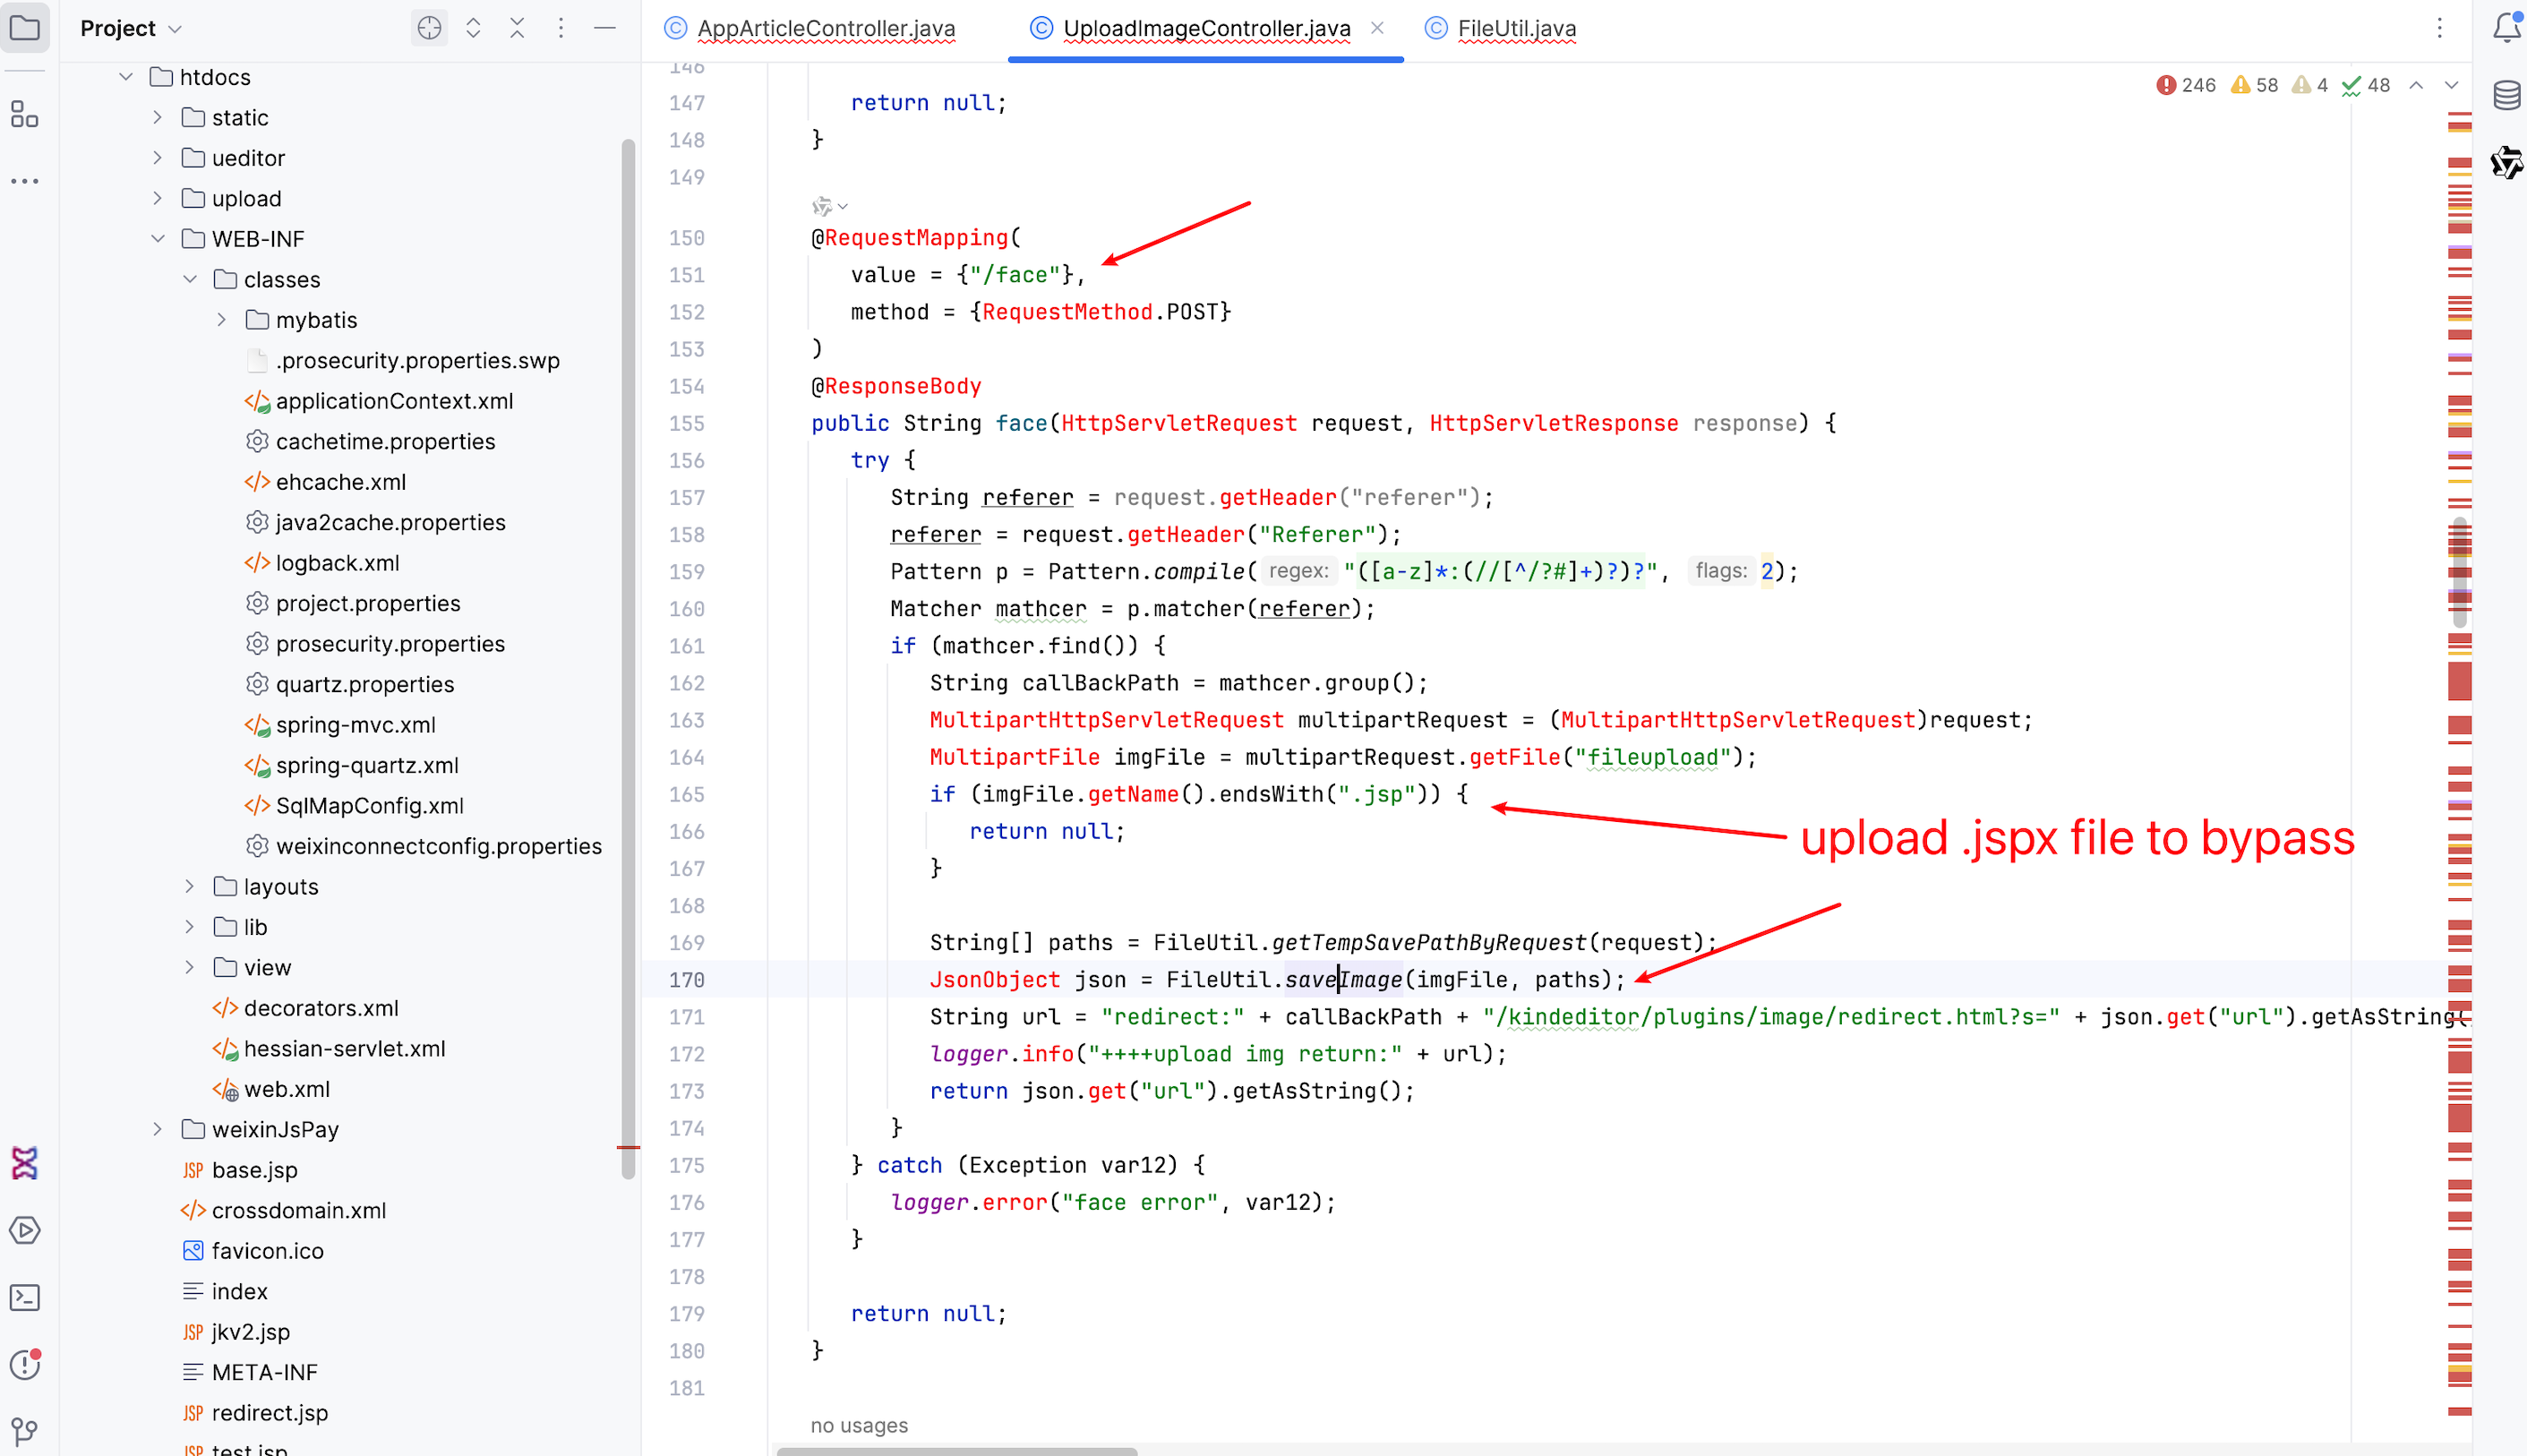 Project
AppArticleController.java
UploadImageController.java
FileUtil.java
htdocs
static
ueditor
upload
WEB-INF
classes
mybatis
.prosecurity.properties.swp
applicationContext.xml
cachetime.properties
ehcache.xml
java2cache.properties
logback.xml
project.properties
prosecurity.properties
quartz.properties
spring-mvc.xml
spring-quartz.xml
SqlMapConfig.xml
weixinconnectconfig.properties
layouts
lib
view
decorators.xml
hessian-servlet.xml
web.xml
weixinJsPay
base.jsp
crossdomain.xml
favicon.ico
index
jkv2.jsp
META-INF
redirect.jsp
test.jsp
246 58 4 48
146
147 return null;
148 }
149
150 @RequestMapping(
151 value = {"/face"},
152 method = {RequestMethod.POST}
153 )
154 @ResponseBody
155 public String face(HttpServletRequest request, HttpServletResponse response) {
156 try {
157 String referer = request.getHeader("referer");
158 referer = request.getHeader("Referer");
159 Pattern p = Pattern.compile( regex: "([a-z]*:(//[^/?#]+)?)?", flags: 2);
160 Matcher mathcer = p.matcher(referer);
161 if (mathcer.find()) {
162 String callBackPath = mathcer.group();
163 MultipartHttpServletRequest multipartRequest = (MultipartHttpServletRequest)request;
164 MultipartFile imgFile = multipartRequest.getFile("fileupload");
165 if (imgFile.getName().endsWith(".jsp")) {
166 return null;
upload .jspx file to bypass
167 }
168
169 String[] paths = FileUtil.getTempSavePathByRequest(request);
170 JsonObject json = FileUtil.saveImage(imgFile, paths);
171 String url = "redirect:" + callBackPath + "/kindeditor/plugins/image/redirect.html?s=" + json.get("url").getAsString(
172 logger.info("++++upload img return:" + url);
173 return json.get("url").getAsString();
174 }
175 } catch (Exception var12) {
176 logger.error("face error", var12);
177 }
178
179 return null;
180 }
181
no usages